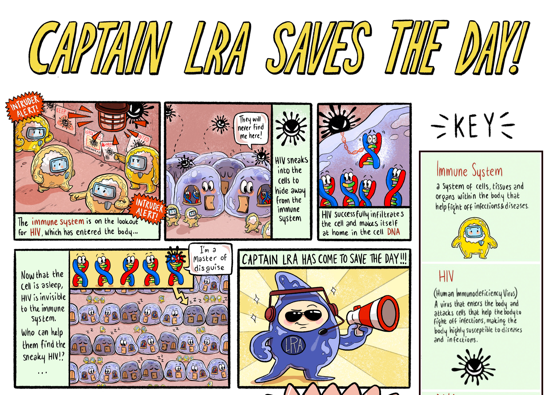 CAPTAIN LRA SAVES THE DAY!
INTRUDER
ALERT!
INTRUDER
ALERT!
The immune system is on the lookout
for HIV, which has entered the body...
They will
never find
me here!
HIV sneaks
into the
cells to
hide away
from the
immune
system
HIV successfully infiltrates
the cell and makes itself
at home in the cell DNA
KEY
Immune System
a system of cells, tissues and
organs within the body that
help fight off infections & diseases.
HIV
(Human Immunodeficiency Virus)
A virus that enters the body and
attacks cells that help the body to
fight off infections, making the
body highly susceptible to diseases
and infections.
Now that the
cell is asleep,
HIV is invisible
to the immune
system.
Who can help
them find the
sneaky HIV!?
...
I'm a
Master of
disguise
CAPTAIN LRA HAS COME TO SAVE THE DAY!!!
LRA